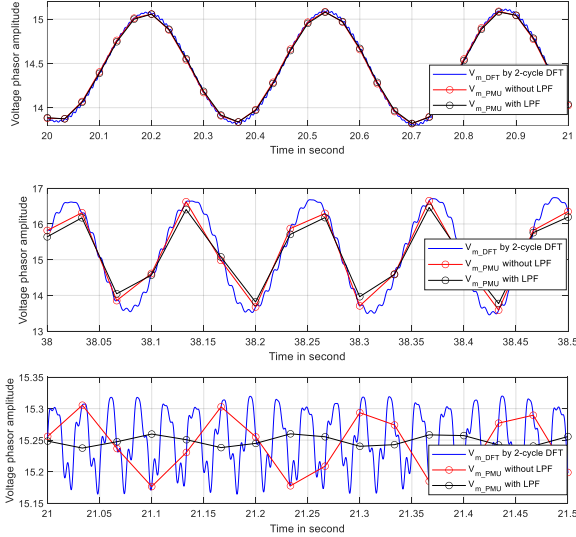 Voltage phasor amplitude
15
14.5
14
V_m_DFT by 2-cycle DFT
V_m_PMU without LPF
V_m_PMU with LPF
20 20.1 20.2 20.3 20.4 20.5 20.6 20.7 20.8 20.9 21
Time in second
Voltage phasor amplitude
17
16
15
14
13
V_m_DFT by 2-cycle DFT
V_m_PMU without LPF
V_m_PMU with LPF
38 38.05 38.1 38.15 38.2 38.25 38.3 38.35 38.4 38.45 38.5
Time in second
Voltage phasor amplitude
15.35
15.3
15.25
15.2
15.15
V_m_DFT by 2-cycle DFT
V_m_PMU without LPF
V_m_PMU with LPF
21 21.05 21.1 21.15 21.2 21.25 21.3 21.35 21.4 21.45 21.5
Time in second